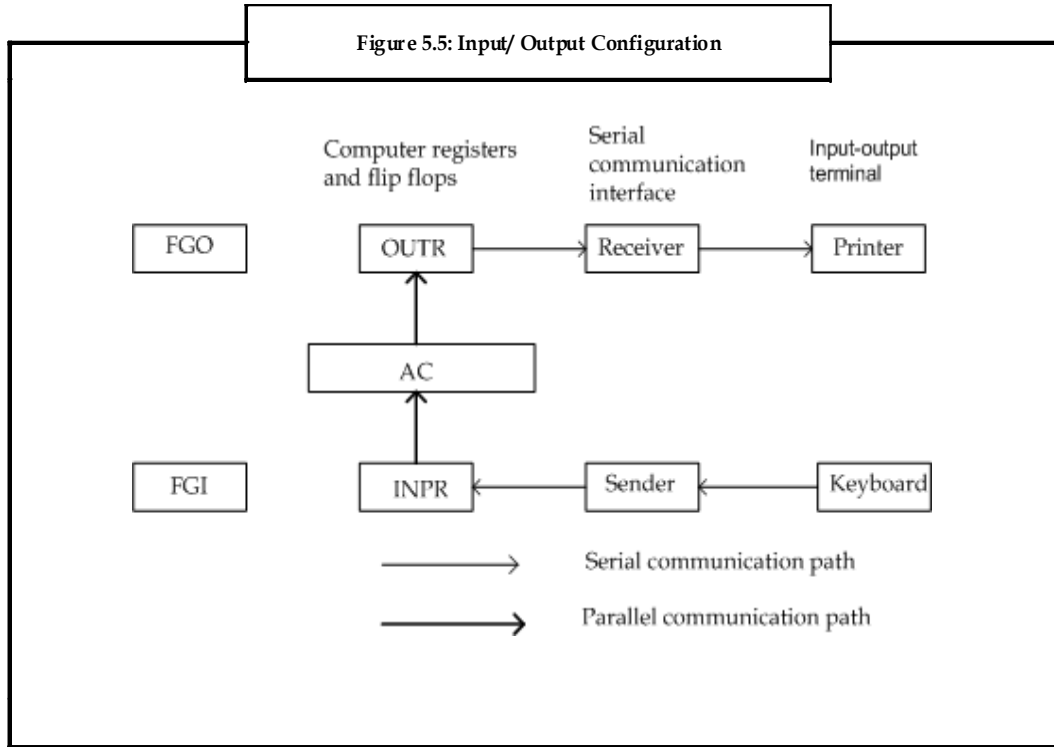 Figure 5.5: Input/ Output Configuration
Computer registers
and flip flops
Serial
communication
interface
Input-output
terminal
FGO
OUTR
Receiver
Printer
AC
FGI
INPR
Sender
Keyboard
Serial communication path
Parallel communication path